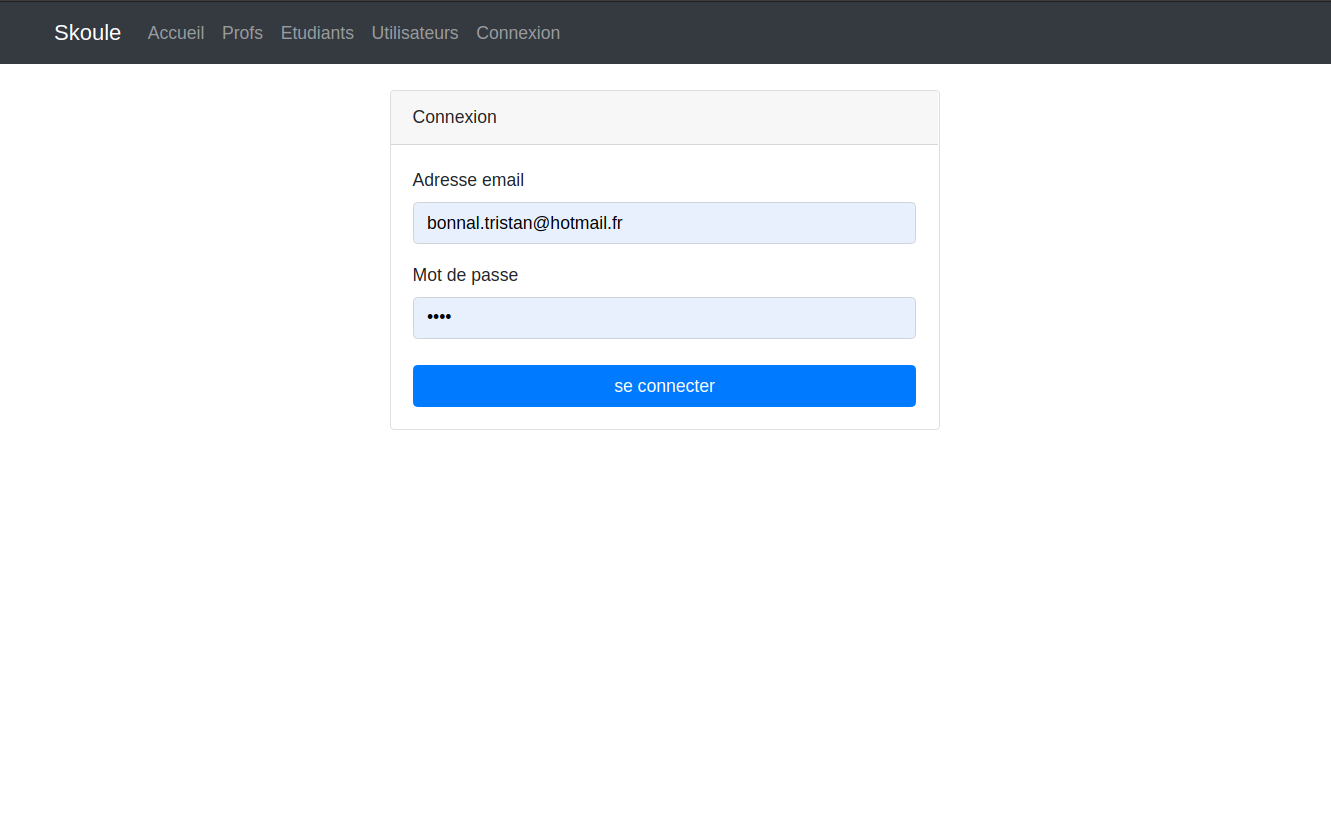 Skoule Accueil Profs Etudiants Utilisateurs Connexion
Connexion
Adresse email
bonnal.tristan@hotmail.fr
Mot de passe
••••
se connecter